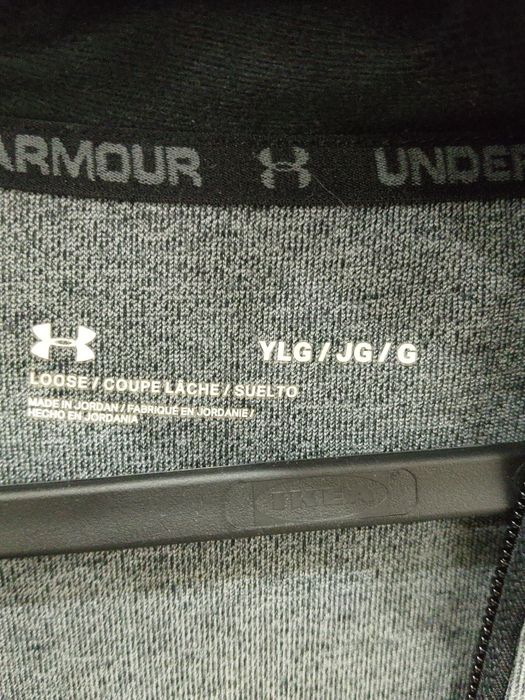 ARMOUR UNDER
YLG / JG / G
LOOSE / COUPE LÂCHE / SUELTO
MADE IN JORDAN / FABRIQUÉ EN JORDANIE /
HECHO EN JORDANIA